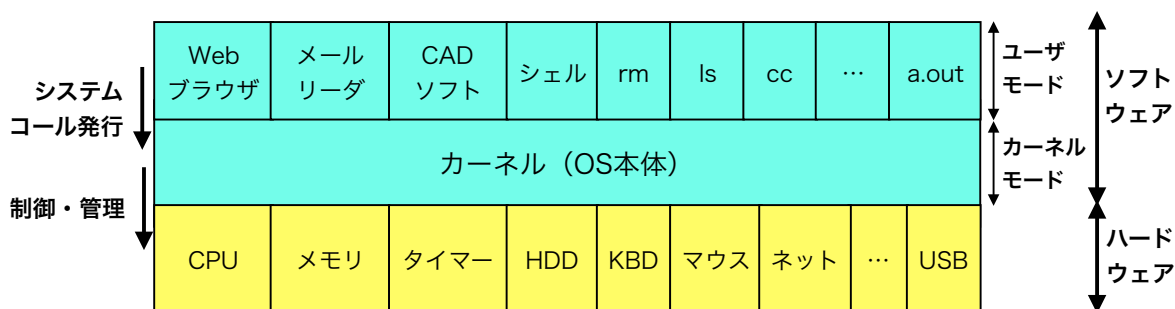 Web
ブラウザ
メール
リーダ
CAD
ソフト
シェル
rm
ls
cc
…
a.out
ユーザ
モード
ソフト
ウェア
システム
コール発行
カーネル（OS本体）
カーネル
モード
制御・管理
CPU
メモリ
タイマー
HDD
KBD
マウス
ネット
…
USB
ハード
ウェア